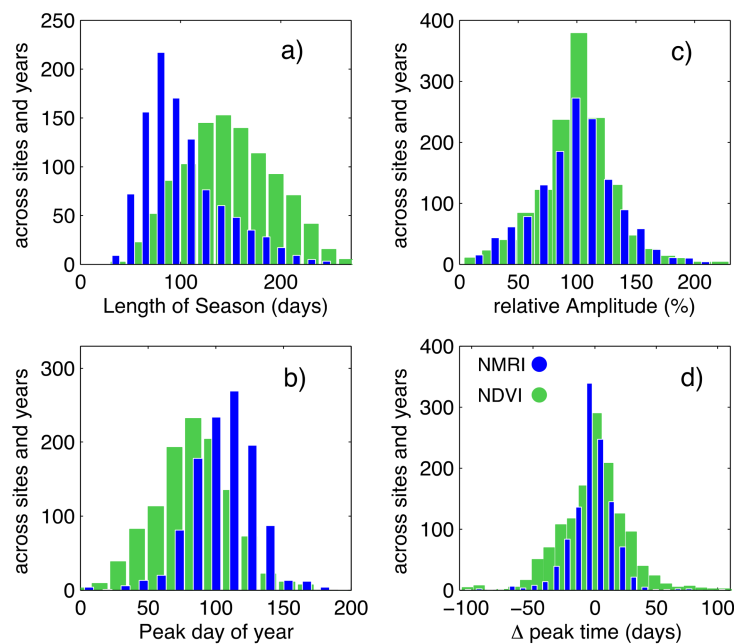 250
200
150
100
50
0
across sites and years
a)
0 100 200
Length of Season (days)
400
300
200
100
0
across sites and years
c)
0 50 100 150 200
relative Amplitude (%)
300
200
100
0
across sites and years
b)
0 50 100 150 200
Peak day of year
400
300
200
100
0
across sites and years
NMRI
NDVI
d)
-100 -50 0 50 100
Δ peak time (days)